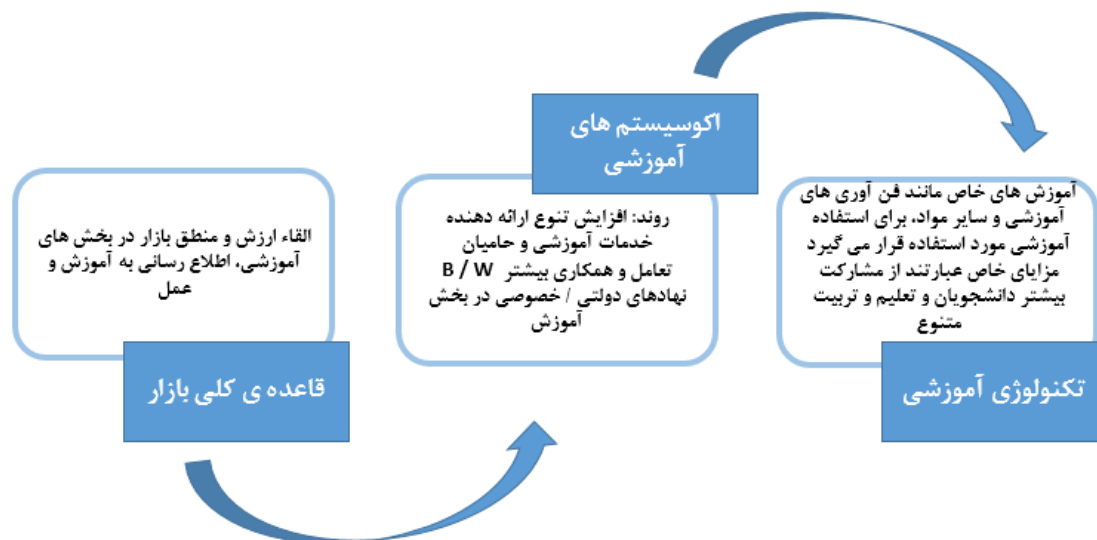 القاء ارزش و منطق بازار در بخش های
آموزشی، اطلاع رسانی به آموزش و
عمل
قاعده ی کلی بازار
اکوسیستم های
آموزشی
روند: افزایش تنوع ارائه دهنده
خدمات آموزشی و حامیان
تعامل و همکاری بیشتر B / W
نهادهای دولتی / خصوصی در بخش
آموزش
آموزش های خاص مانند فن آوری های
آموزشی و سایر مواد، برای استفاده
آموزشی مورد استفاده قرار می گیرد
مزایای خاص عبارتند از مشارکت
بیشتر دانشجویان و تعلیم و تربیت
متنوع
تکنولوژی آموزشی